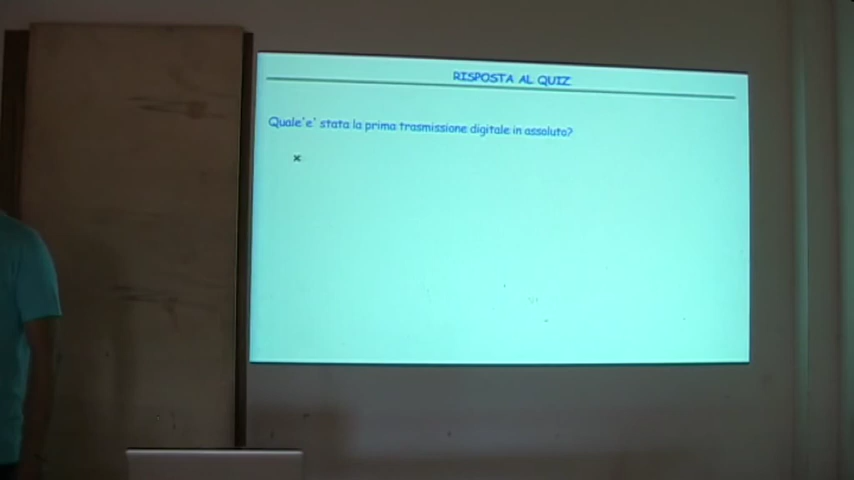 RISPOSTA AL QUIZ
Quale'e' stata la prima trasmissione digitale in assoluto?
x